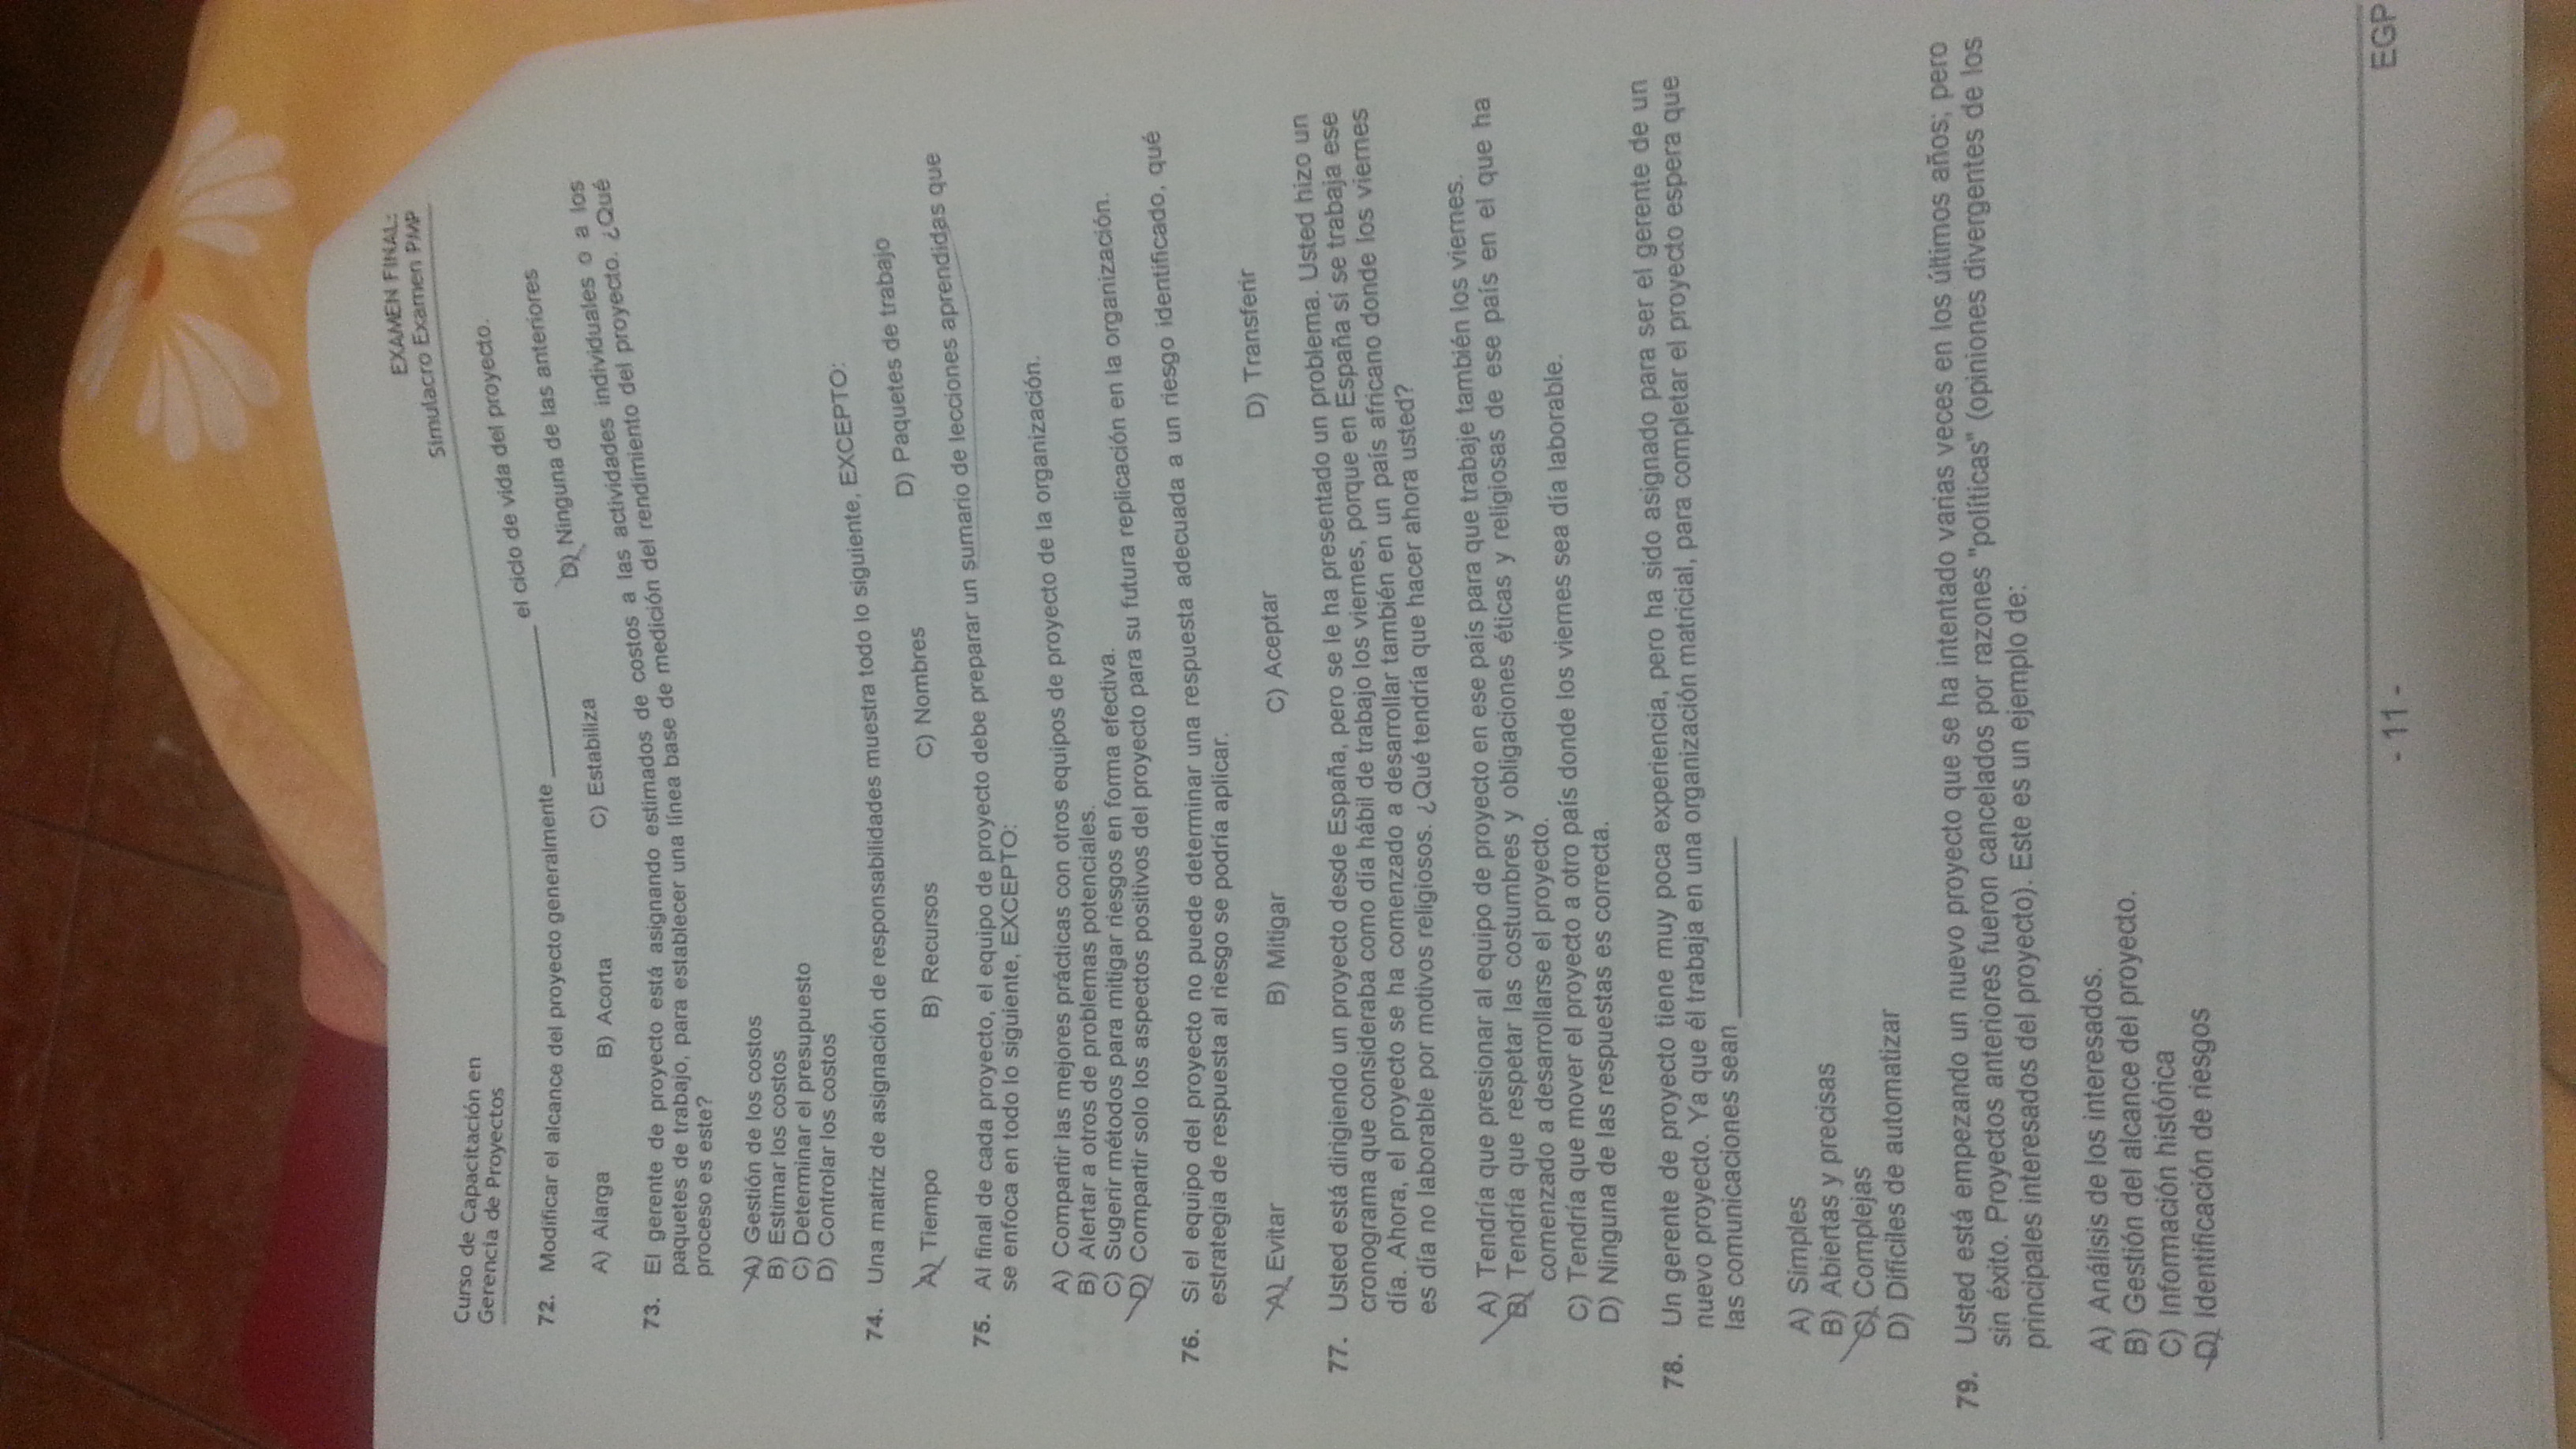 EXAMEN FINAL:
Simulacro Examen PMP
Curso de Capacitación en
Gerencia de Proyectos
72. Modificar el alcance del proyecto generalmente __________ el ciclo de vida del proyecto.
A) Alarga B) Acorta C) Estabiliza D) Ninguna de las anteriores
73. El gerente de proyecto está asignando estimados de costos a las actividades individuales o a los
paquetes de trabajo, para establecer una línea base de medición del rendimiento del proyecto. ¿Qué
proceso es este?
A) Gestión de los costos
B) Estimar los costos
C) Determinar el presupuesto
D) Controlar los costos
74. Una matriz de asignación de responsabilidades muestra todo lo siguiente, EXCEPTO:
A) Tiempo B) Recursos C) Nombres D) Paquetes de trabajo
75. Al final de cada proyecto, el equipo de proyecto debe preparar un sumario de lecciones aprendidas que
se enfoca en todo lo siguiente, EXCEPTO:
A) Compartir las mejores prácticas con otros equipos de proyecto de la organización.
B) Alertar a otros de problemas potenciales.
C) Sugerir métodos para mitigar riesgos en forma efectiva.
D) Compartir solo los aspectos positivos del proyecto para su futura replicación en la organización.
76. Si el equipo del proyecto no puede determinar una respuesta adecuada a un riesgo identificado, qué
estrategia de respuesta al riesgo se podría aplicar.
A) Evitar B) Mitigar C) Aceptar D) Transferir
77. Usted está dirigiendo un proyecto desde España, pero se le ha presentado un problema. Usted hizo un
cronograma que consideraba como día hábil de trabajo los viernes, porque en España sí se trabaja ese
día. Ahora, el proyecto se ha comenzado a desarrollar también en un país africano donde los viernes
es día no laborable por motivos religiosos. ¿Qué tendría que hacer ahora usted?
A) Tendría que presionar al equipo de proyecto en ese país para que trabaje también los viernes.
B) Tendría que respetar las costumbres y obligaciones éticas y religiosas de ese país en el que ha
comenzado a desarrollarse el proyecto.
C) Tendría que mover el proyecto a otro país donde los viernes sea día laborable.
D) Ninguna de las respuestas es correcta.
78. Un gerente de proyecto tiene muy poca experiencia, pero ha sido asignado para ser el gerente de un
nuevo proyecto. Ya que él trabaja en una organización matricial, para completar el proyecto espera que
las comunicaciones sean __________
A) Simples
B) Abiertas y precisas
C) Complejas
D) Difíciles de automatizar
79. Usted está empezando un nuevo proyecto que se ha intentado varias veces en los últimos años; pero
sin éxito. Proyectos anteriores fueron cancelados por razones "políticas" (opiniones divergentes de los
principales interesados del proyecto). Este es un ejemplo de:
A) Análisis de los interesados.
B) Gestión del alcance del proyecto.
C) Información histórica
D) Identificación de riesgos
- 11 -
EGP